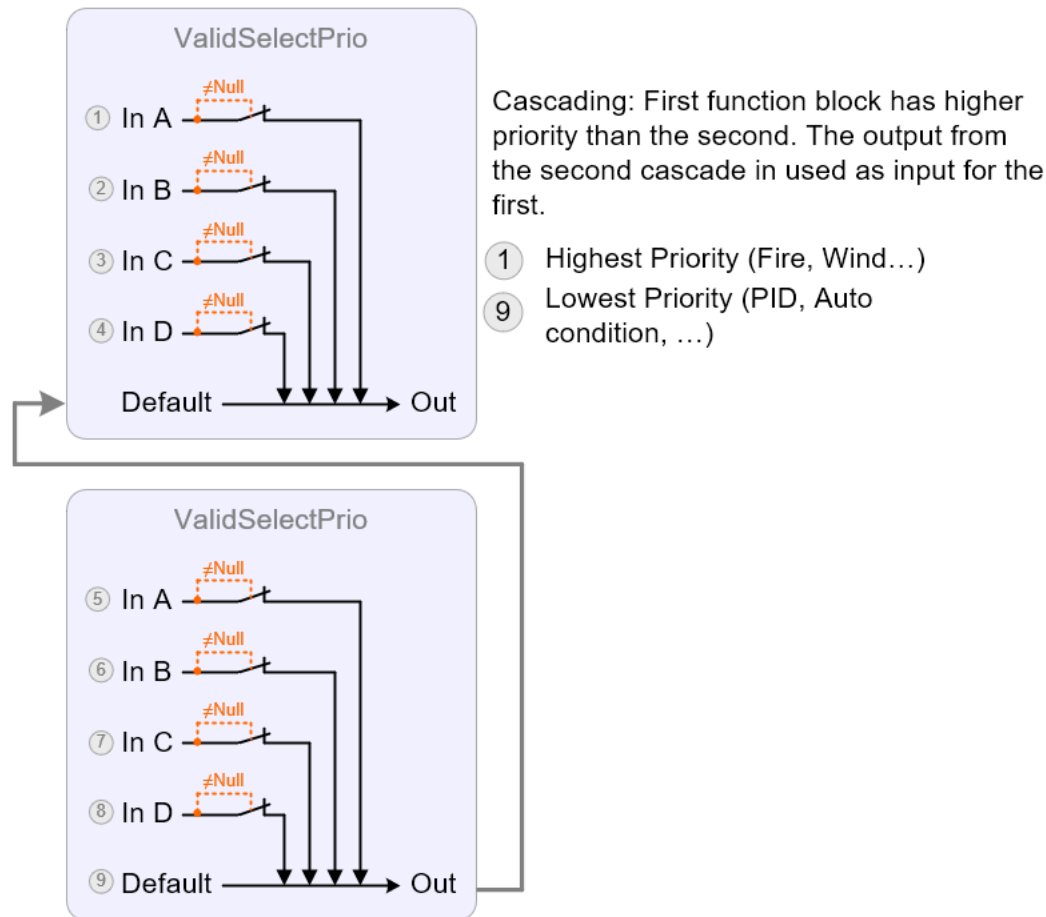 ValidSelectPrio
≠Null
1 In A
≠Null
2 In B
≠Null
3 In C
≠Null
4 In D
Default Out
Cascading: First function block has higher
priority than the second. The output from
the second cascade in used as input for the
first.
1 Highest Priority (Fire, Wind…)
9 Lowest Priority (PID, Auto
condition, …)
ValidSelectPrio
≠Null
5 In A
≠Null
6 In B
≠Null
7 In C
≠Null
8 In D
9 Default Out